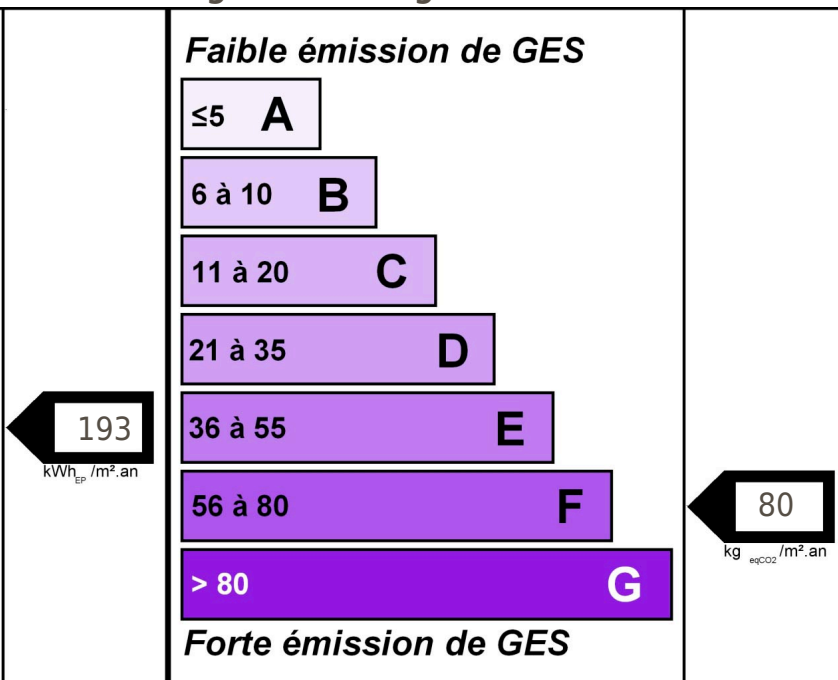 Faible émission de GES
≤5 A
6 à 10 B
11 à 20 C
21 à 35 D
36 à 55 E
193
kWhEP /m².an
56 à 80 F
80
kg eqCO2 /m².an
> 80 G
Forte émission de GES